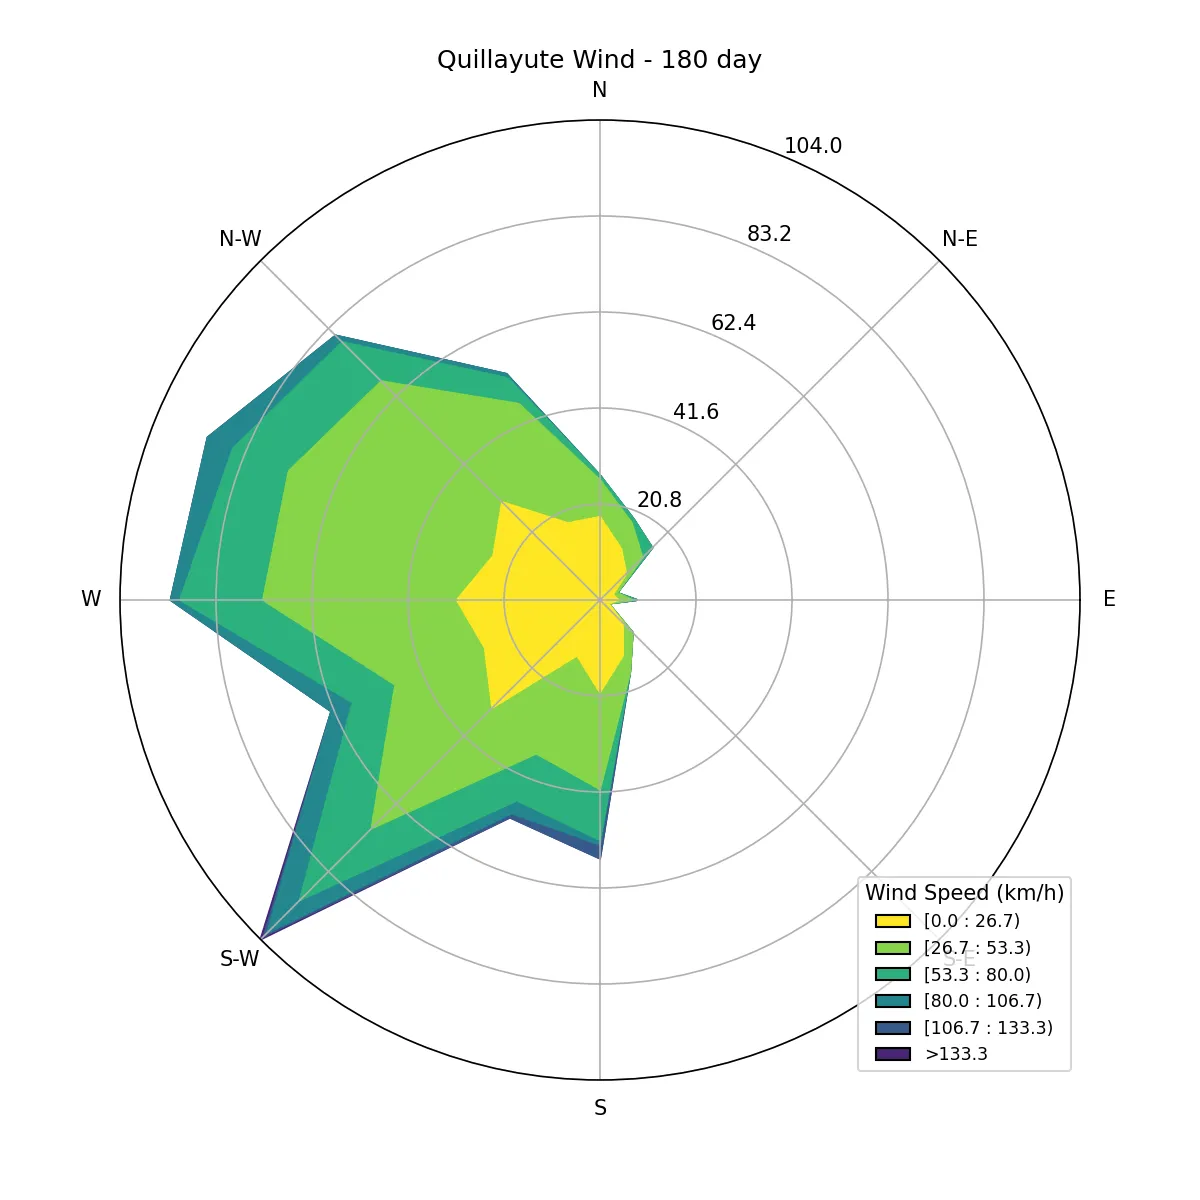 Quillayute Wind - 180 day
N
104.0
83.2
N-W
N-E
62.4
41.6
20.8
W
E
Wind Speed (km/h)
[0.0 : 26.7)
[26.7 : 53.3)
S-W
S-E
[53.3 : 80.0)
[80.0 : 106.7)
[106.7 : 133.3)
>133.3
S